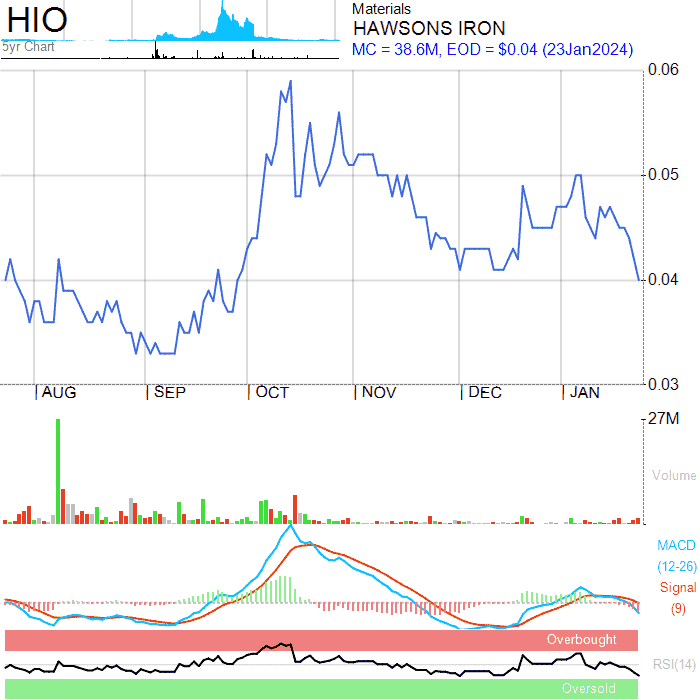 HIO
5yr Chart
Materials
HAWSONS IRON
MC = 38.6M, EOD = $0.04 (23Jan2024)
0.06
0.05
0.04
0.03
AUG SEP OCT NOV DEC JAN
27M
Volume
MACD
(12-26)
Signal
(9)
Overbought
RSI(14)
Oversold